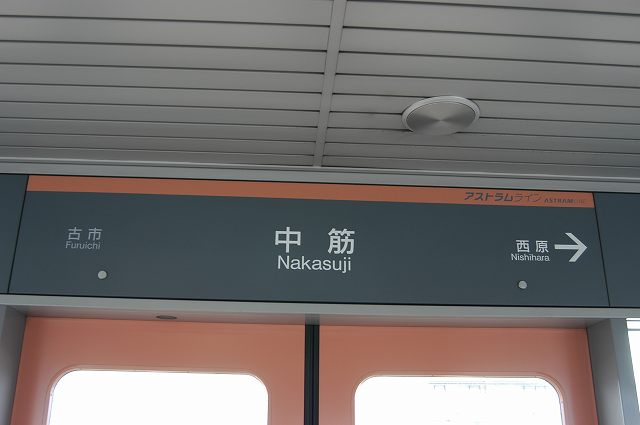 アストラムライン ASTRAMLINE
古市
Furuichi
中筋
Nakasuji
西原
Nishihara